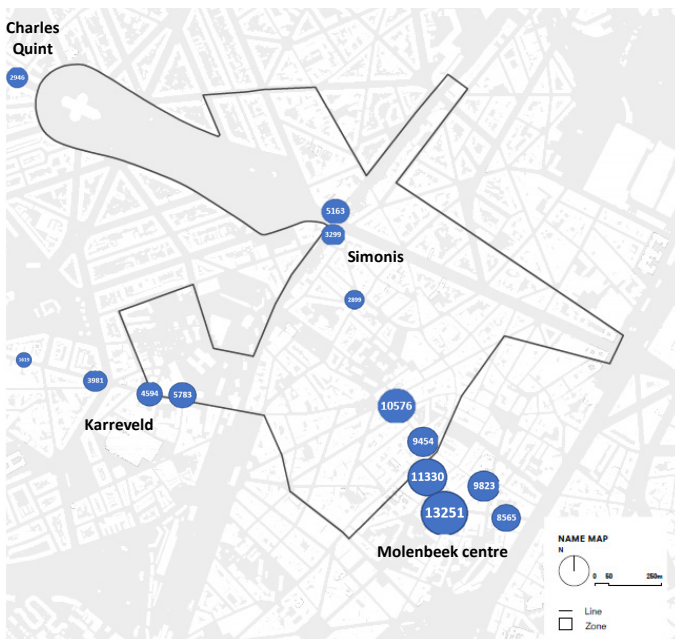 Charles
Quint
2946
5163
3299
Simonis
2899
3981
4594
5783
Karreveld
10576
9454
11330
9823
13251
8565
Molenbeek centre
NAME MAP
N
0 50 250m
Line
Zone